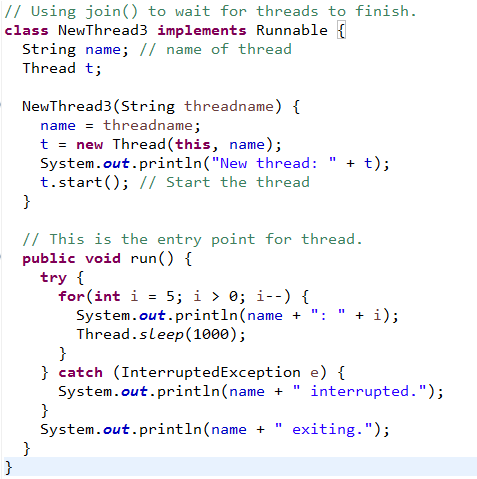 // Using join() to wait for threads to finish.
class NewThread3 implements Runnable {
  String name; // name of thread
  Thread t;

  NewThread3(String threadname) {
    name = threadname;
    t = new Thread(this, name);
    System.out.println("New thread: " + t);
    t.start(); // Start the thread
  }

  // This is the entry point for thread.
  public void run() {
    try {
      for(int i = 5; i > 0; i--) {
        System.out.println(name + ": " + i);
        Thread.sleep(1000);
      }
    } catch (InterruptedException e) {
      System.out.println(name + " interrupted.");
    }
    System.out.println(name + " exiting.");
  }
}